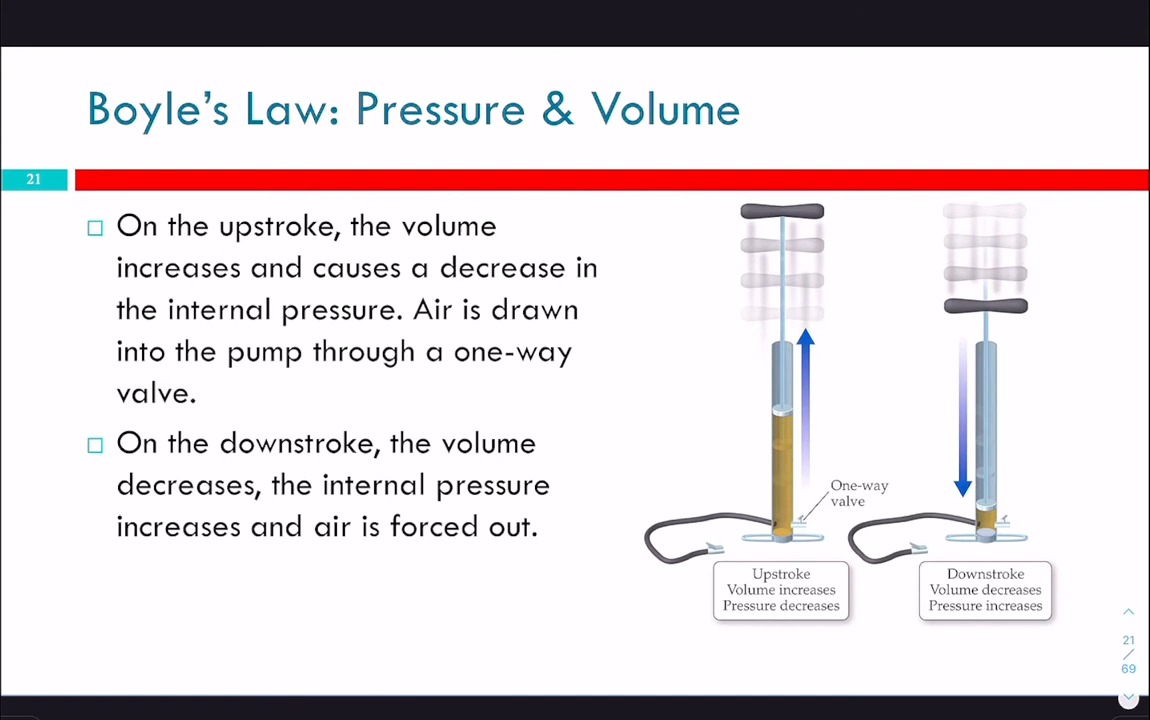 Boyle's Law: Pressure & Volume
21
On the upstroke, the volume
increases and causes a decrease in
the internal pressure. Air is drawn
into the pump through a one-way
valve.
On the downstroke, the volume
decreases, the internal pressure
increases and air is forced out.
One-way
valve
Upstroke
Volume increases
Pressure decreases
Downstroke
Volume decreases
Pressure increases
21
/
69